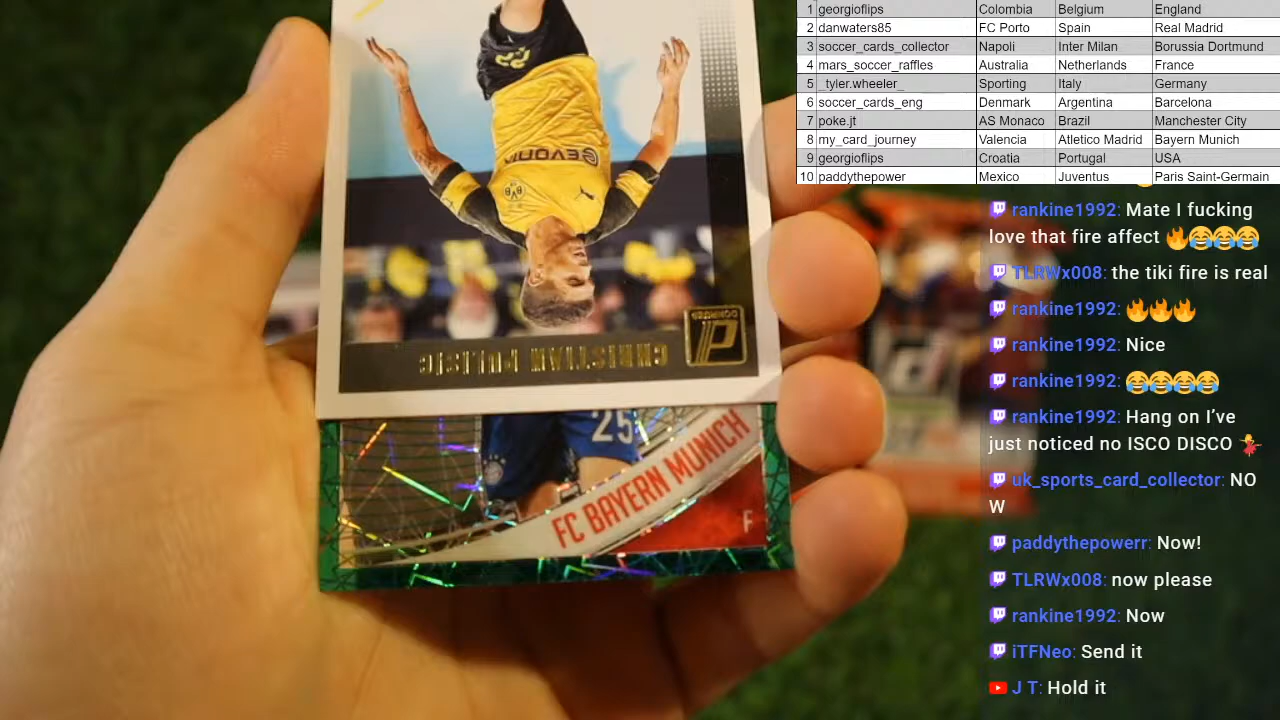 1 georgioflips Colombia Belgium England
2 danwaters85 FC Porto Spain Real Madrid
3 soccer_cards_collector Napoli Inter Milan Borussia Dortmund
4 mars_soccer_raffles Australia Netherlands France
5 _tyler.wheeler_ Sporting Italy Germany
6 soccer_cards_eng Denmark Argentina Barcelona
7 poke.jt AS Monaco Brazil Manchester City
8 my_card_journey Valencia Atletico Madrid Bayern Munich
9 georgioflips Croatia Portugal USA
10 paddythepower Mexico Juventus Paris Saint-Germain
22
EVONIK
BVB
DONRUSS
CHRISTIAN PULISIC
25
FC BAYERN MUNICH
F
rankine1992: Mate I fucking
love that fire affect 🔥😂😂😂
TLRWx008: the tiki fire is real
rankine1992: 🔥🔥🔥
rankine1992: Nice
rankine1992: 😂😂😂😂
rankine1992: Hang on I’ve
just noticed no ISCO DISCO 💃
uk_sports_card_collector: NO
W
paddythepowerr: Now!
TLRWx008: now please
rankine1992: Now
iTFNeo: Send it
J T: Hold it